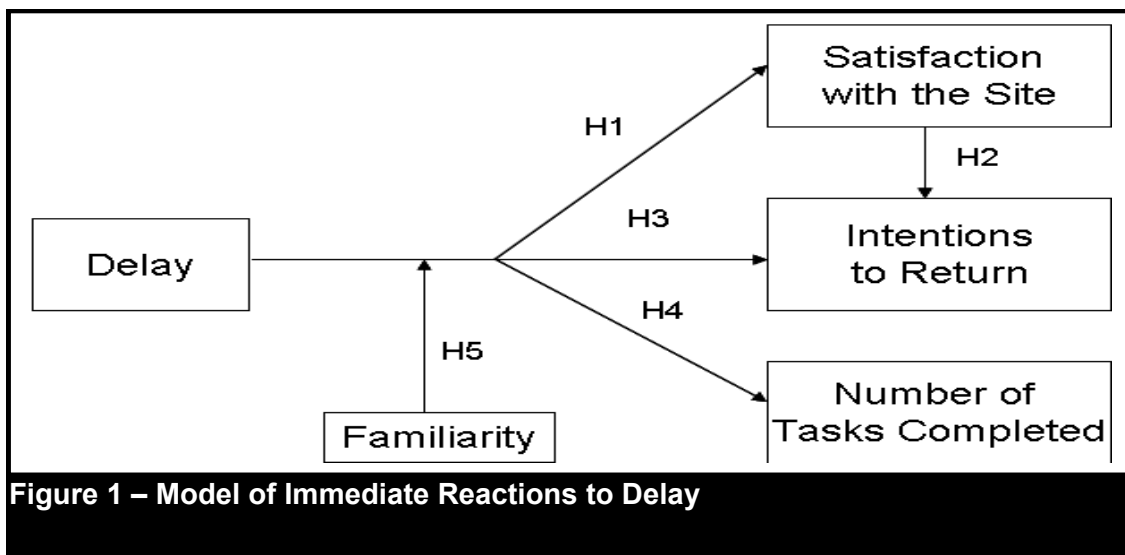 Satisfaction
with the Site
H1
H2
H3
Delay
Intentions
to Return
H4
H5
Number of
Tasks Completed
Familiarity
Figure 1 – Model of Immediate Reactions to Delay